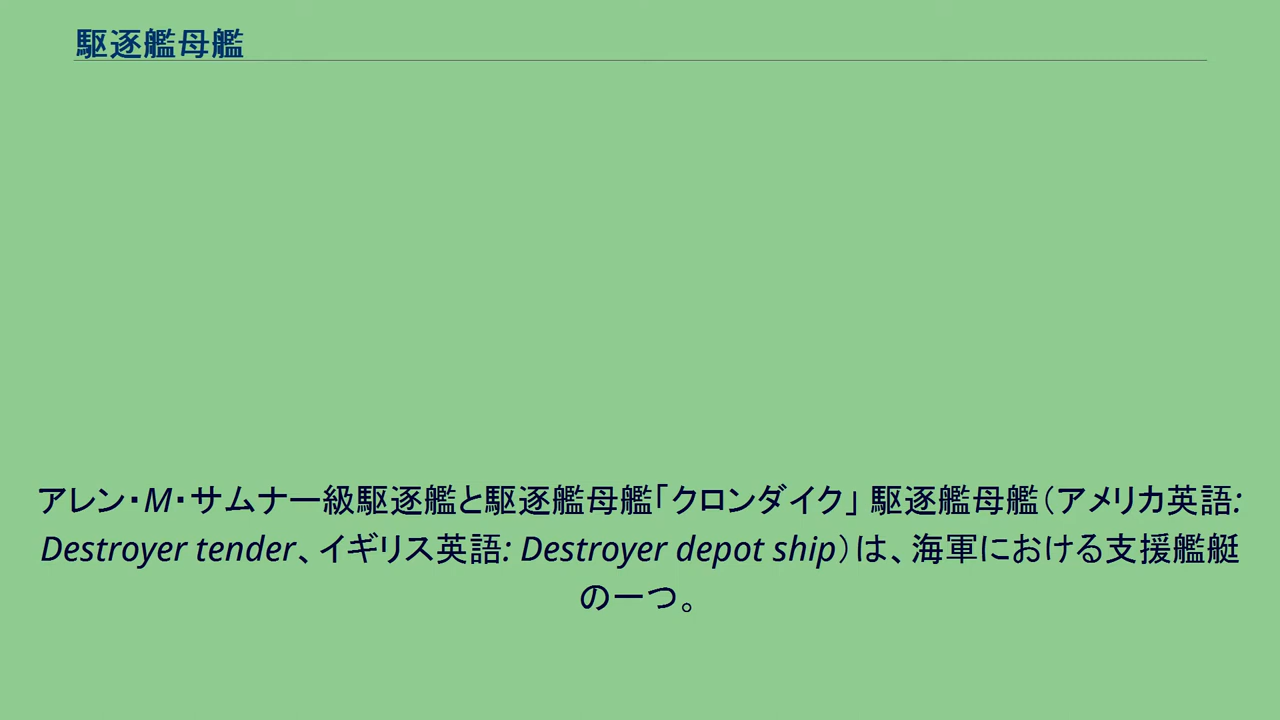 駆逐艦母艦
アレン・M・サムナー級駆逐艦と駆逐艦母艦「クロンダイク」 駆逐艦母艦（アメリカ英語:
Destroyer tender、イギリス英語: Destroyer depot ship）は、海軍における支援艦艇
の一つ。